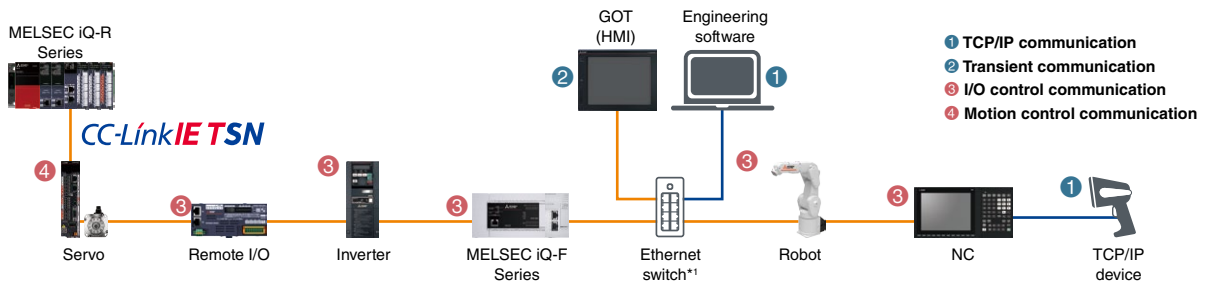 MELSEC iQ-R
Series
CC-Link IE TSN
GOT
(HMI)
Engineering
software
2
1
1 TCP/IP communication
2 Transient communication
3 I/O control communication
4 Motion control communication
4
3
3
3
3
3
1
Servo
Remote I/O
Inverter
MELSEC iQ-F
Series
Ethernet
switch*1
Robot
NC
TCP/IP
device